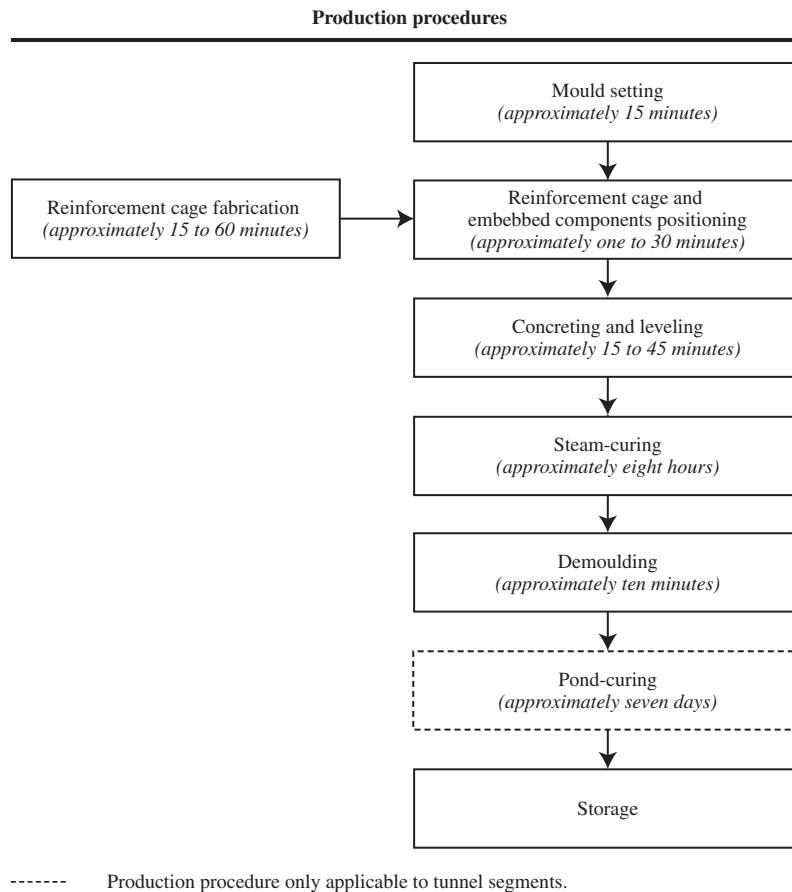 Production procedures
Mould setting
(approximately 15 minutes)
Reinforcement cage fabrication
(approximately 15 to 60 minutes)
Reinforcement cage and
embebbed components positioning
(approximately one to 30 minutes)
Concreting and leveling
(approximately 15 to 45 minutes)
Steam-curing
(approximately eight hours)
Demoulding
(approximately ten minutes)
Pond-curing
(approximately seven days)
Storage
Production procedure only applicable to tunnel segments.